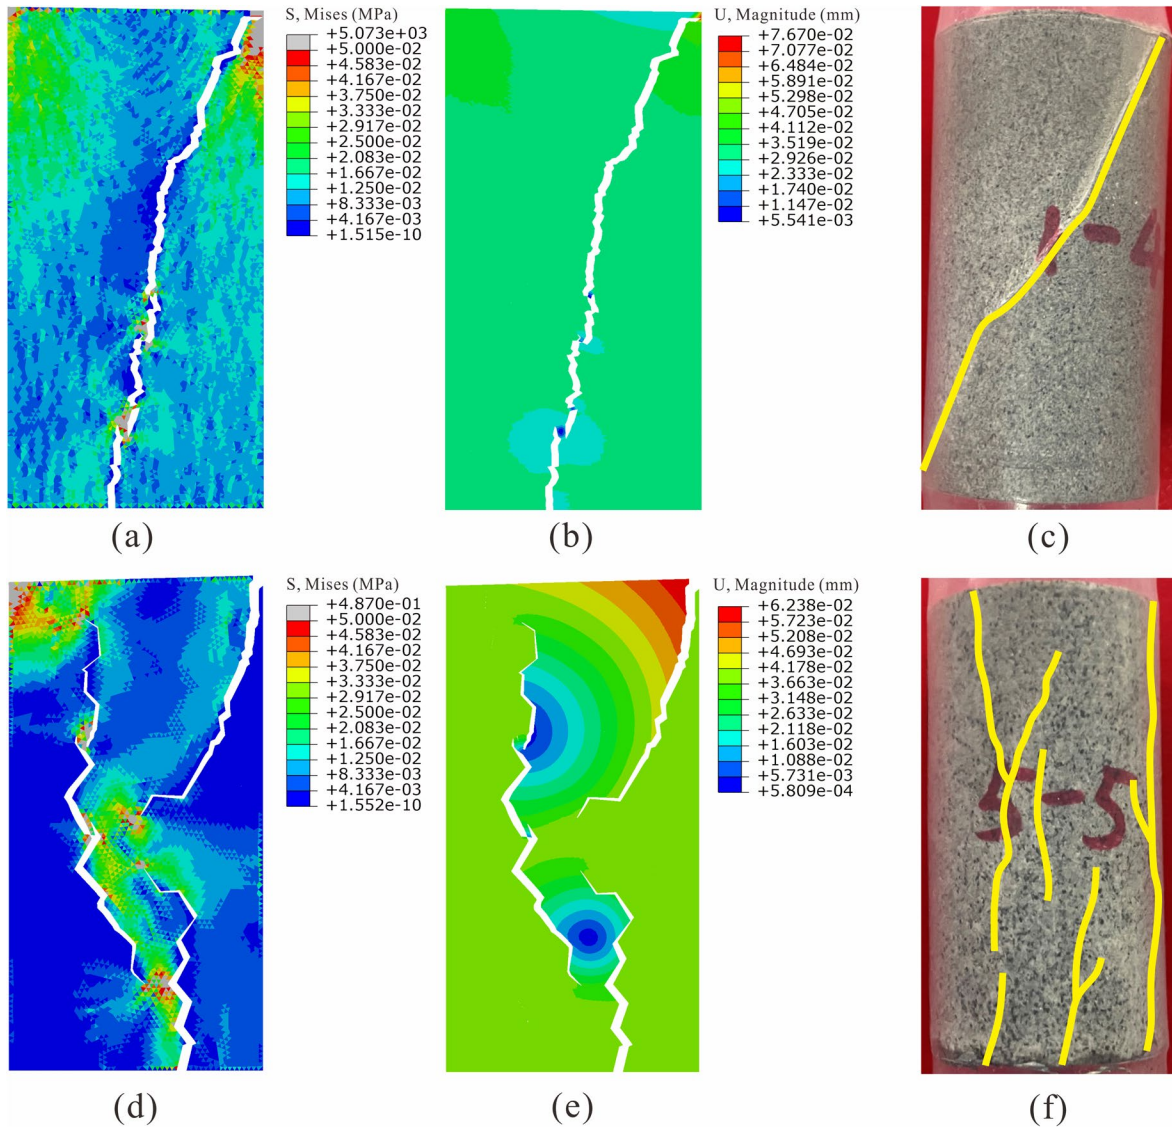 S, Mises (MPa)
+5.073e+03
+5.000e-02
+4.583e-02
+4.167e-02
+3.750e-02
+3.333e-02
+2.917e-02
+2.500e-02
+2.083e-02
+1.667e-02
+1.250e-02
+8.333e-03
+4.167e-03
+1.515e-10
U, Magnitude (mm)
+7.670e-02
+7.077e-02
+6.484e-02
+5.891e-02
+5.298e-02
+4.705e-02
+4.112e-02
+3.519e-02
+2.926e-02
+2.333e-02
+1.740e-02
+1.147e-02
+5.541e-03
1-4
(a)
(b)
(c)
S, Mises (MPa)
+4.870e-01
+5.000e-02
+4.583e-02
+4.167e-02
+3.750e-02
+3.333e-02
+2.917e-02
+2.500e-02
+2.083e-02
+1.667e-02
+1.250e-02
+8.333e-03
+4.167e-03
+1.552e-10
U, Magnitude (mm)
+6.238e-02
+5.723e-02
+5.208e-02
+4.693e-02
+4.178e-02
+3.663e-02
+3.148e-02
+2.633e-02
+2.118e-02
+1.603e-02
+1.088e-02
+5.731e-03
+5.809e-04
5-5
(d)
(e)
(f)